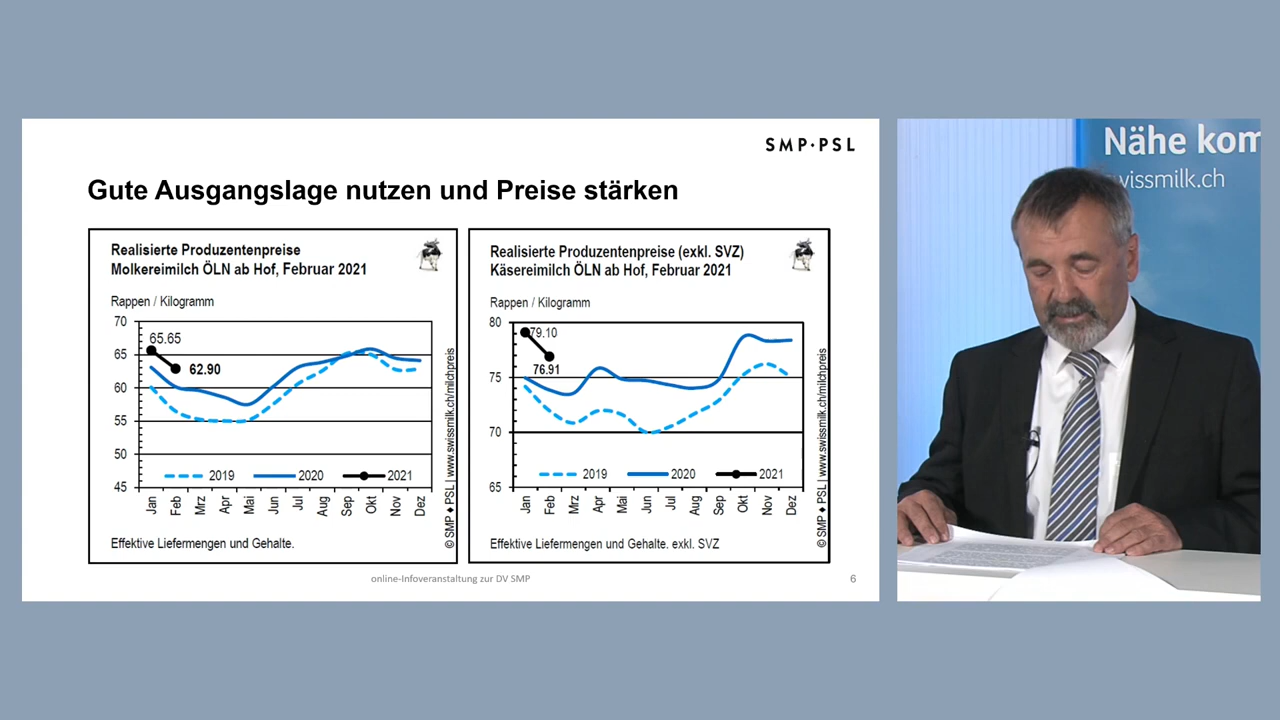 SMP·PSL
Gute Ausgangslage nutzen und Preise stärken
Realisierte Produzentenpreise
Molkereimilch ÖLN ab Hof, Februar 2021
Rappen / Kilogramm
70
65
60
55
50
45
65.65
62.90
2019
2020
2021
Jan
Feb
Mrz
Apr
Mai
Jun
Jul
Aug
Sep
Okt
Nov
Dez
Effektive Liefermengen und Gehalte.
© SMP ♦ PSL | www.swissmilk.ch/milchpreis
Realisierte Produzentenpreise (exkl. SVZ)
Käsereimilch ÖLN ab Hof, Februar 2021
Rappen / Kilogramm
80
75
70
65
79.10
76.91
2019
2020
2021
Jan
Feb
Mrz
Apr
Mai
Jun
Jul
Aug
Sep
Okt
Nov
Dez
Effektive Liefermengen und Gehalte. exkl. SVZ
© SMP ♦ PSL | www.swissmilk.ch/milchpreis
online-Infoveranstaltung zur DV SMP
6
Nähe kom
swissmilk.ch